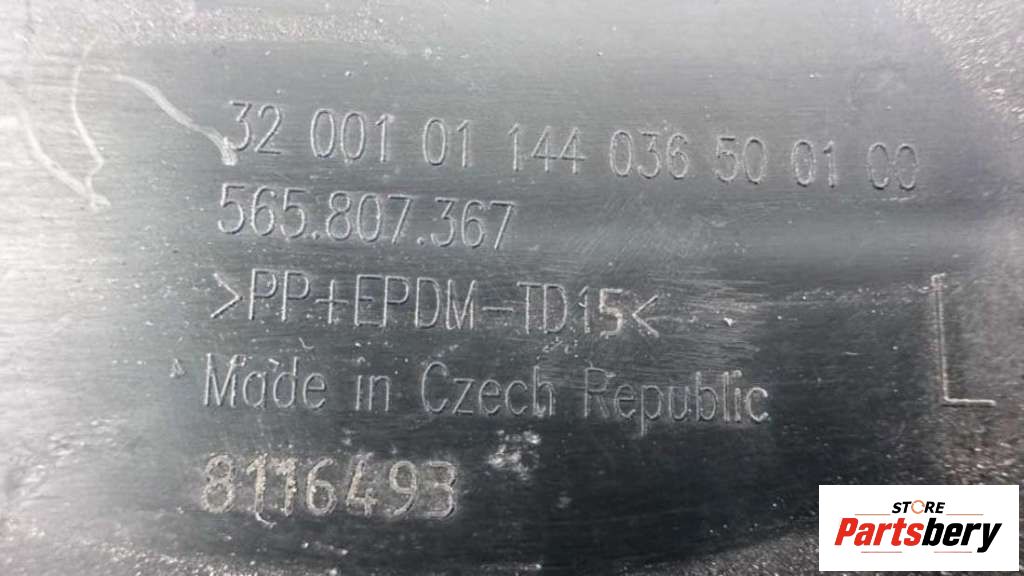 32 001 01 144 036 50 01 00
565.807.367
>PP+EPDM-TD15<
Made in Czech Republic
L
8116493
STORE
Partsbery